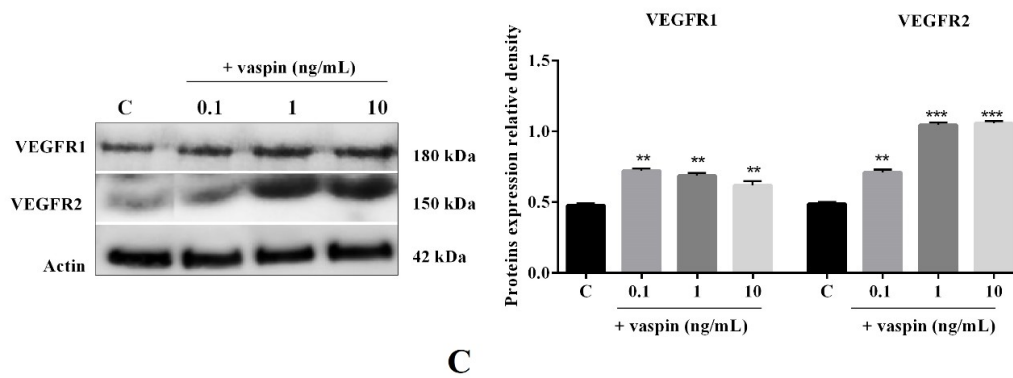 + vaspin (ng/mL)
C 0.1 1 10
VEGFR1 180 kDa
VEGFR2 150 kDa
Actin 42 kDa
VEGFR1 VEGFR2
Proteins expression relative density
1.5
1.0
0.5
0.0
** ** ** ** *** ***
C 0.1 1 10 C 0.1 1 10
+ vaspin (ng/mL) + vaspin (ng/mL)
C